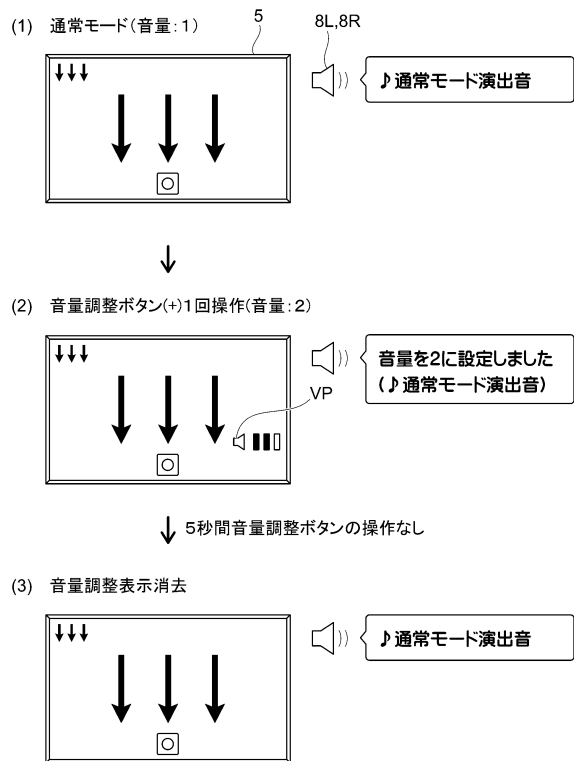 (1) 通常モード(音量:1)
5
8L,8R
♪通常モード演出音
(2) 音量調整ボタン(+)1回操作(音量:2)
音量を2に設定しました
(♪通常モード演出音)
VP
5秒間音量調整ボタンの操作なし
(3) 音量調整表示消去
♪通常モード演出音